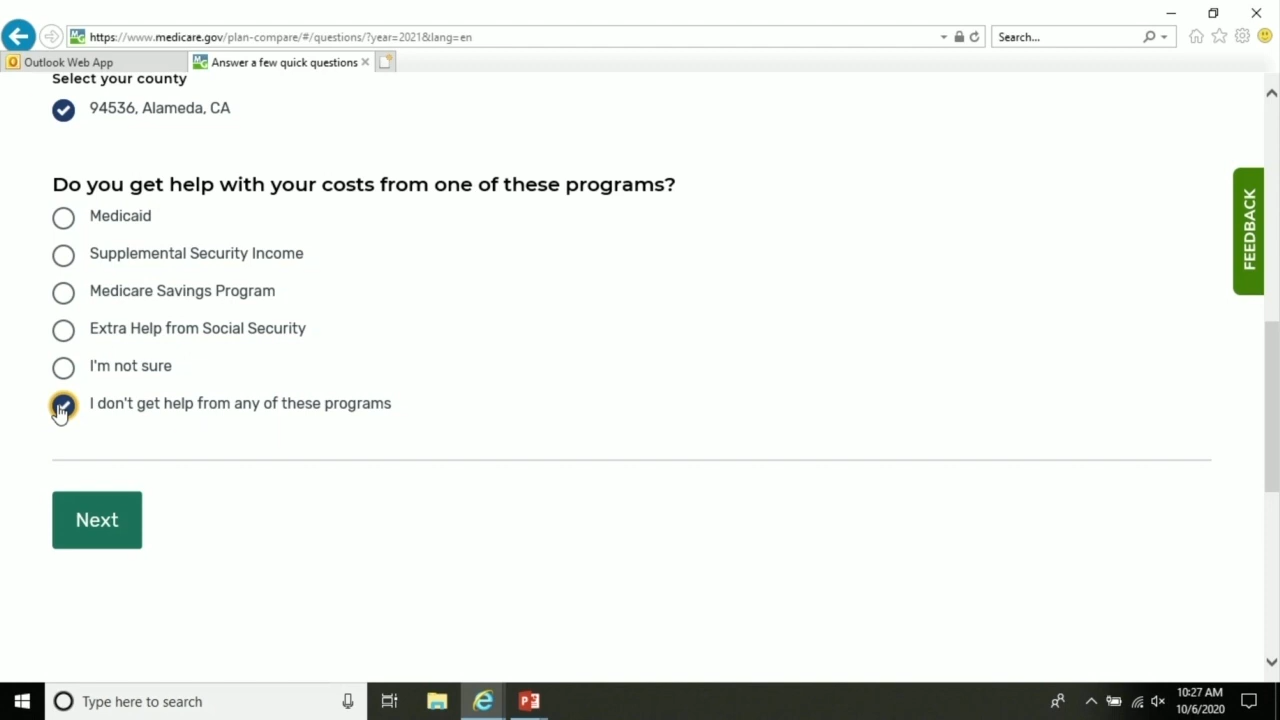 https://www.medicare.gov/plan-compare/#/questions/?year=2021&lang=en
Search...
Outlook Web App
Answer a few quick questions
Select your county
94536, Alameda, CA
Do you get help with your costs from one of these programs?
Medicaid
Supplemental Security Income
Medicare Savings Program
Extra Help from Social Security
I'm not sure
I don't get help from any of these programs
Next
FEEDBACK
Type here to search
10:27 AM
10/6/2020